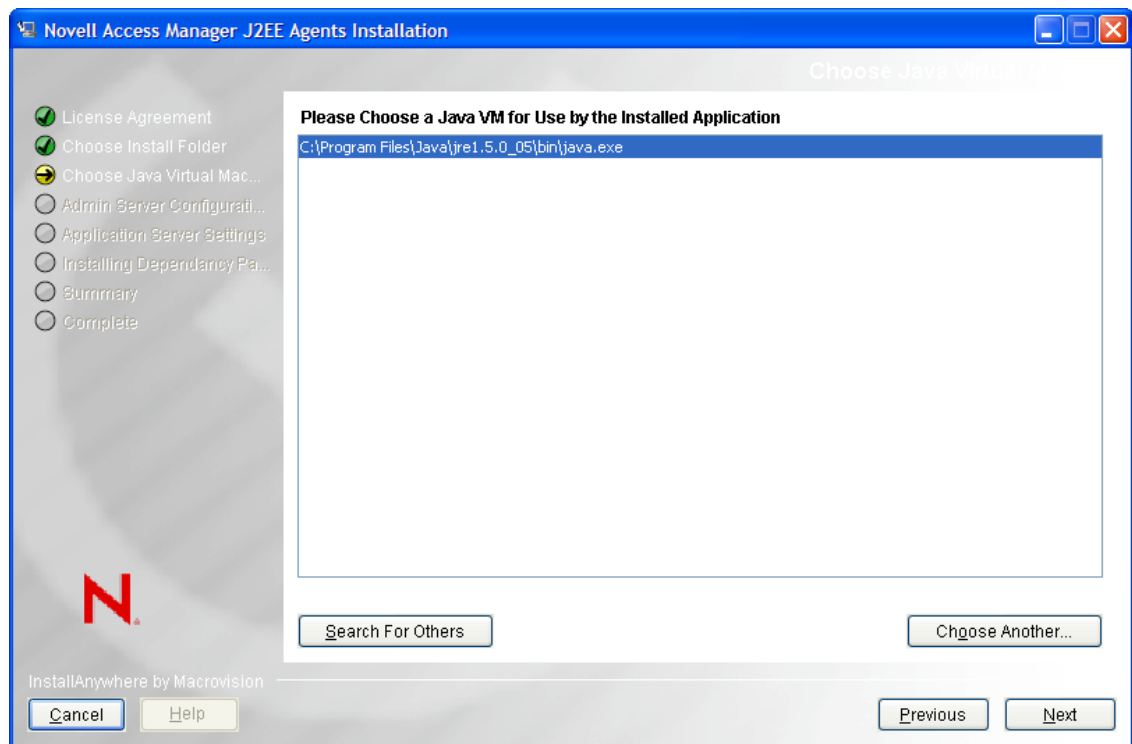 Novell Access Manager J2EE Agents Installation
Choose Java Virtual
License Agreement
Choose Install Folder
Choose Java Virtual Mac...
Admin Server Configurati...
Application Server Settings
Installing Dependancy Pa...
Summary
Complete
Please Choose a Java VM for Use by the Installed Application
C:\Program Files\Java\jre1.5.0_05\bin\java.exe
N
Search For Others
Choose Another...
InstallAnywhere by Macrovision
Cancel
Help
Previous
Next